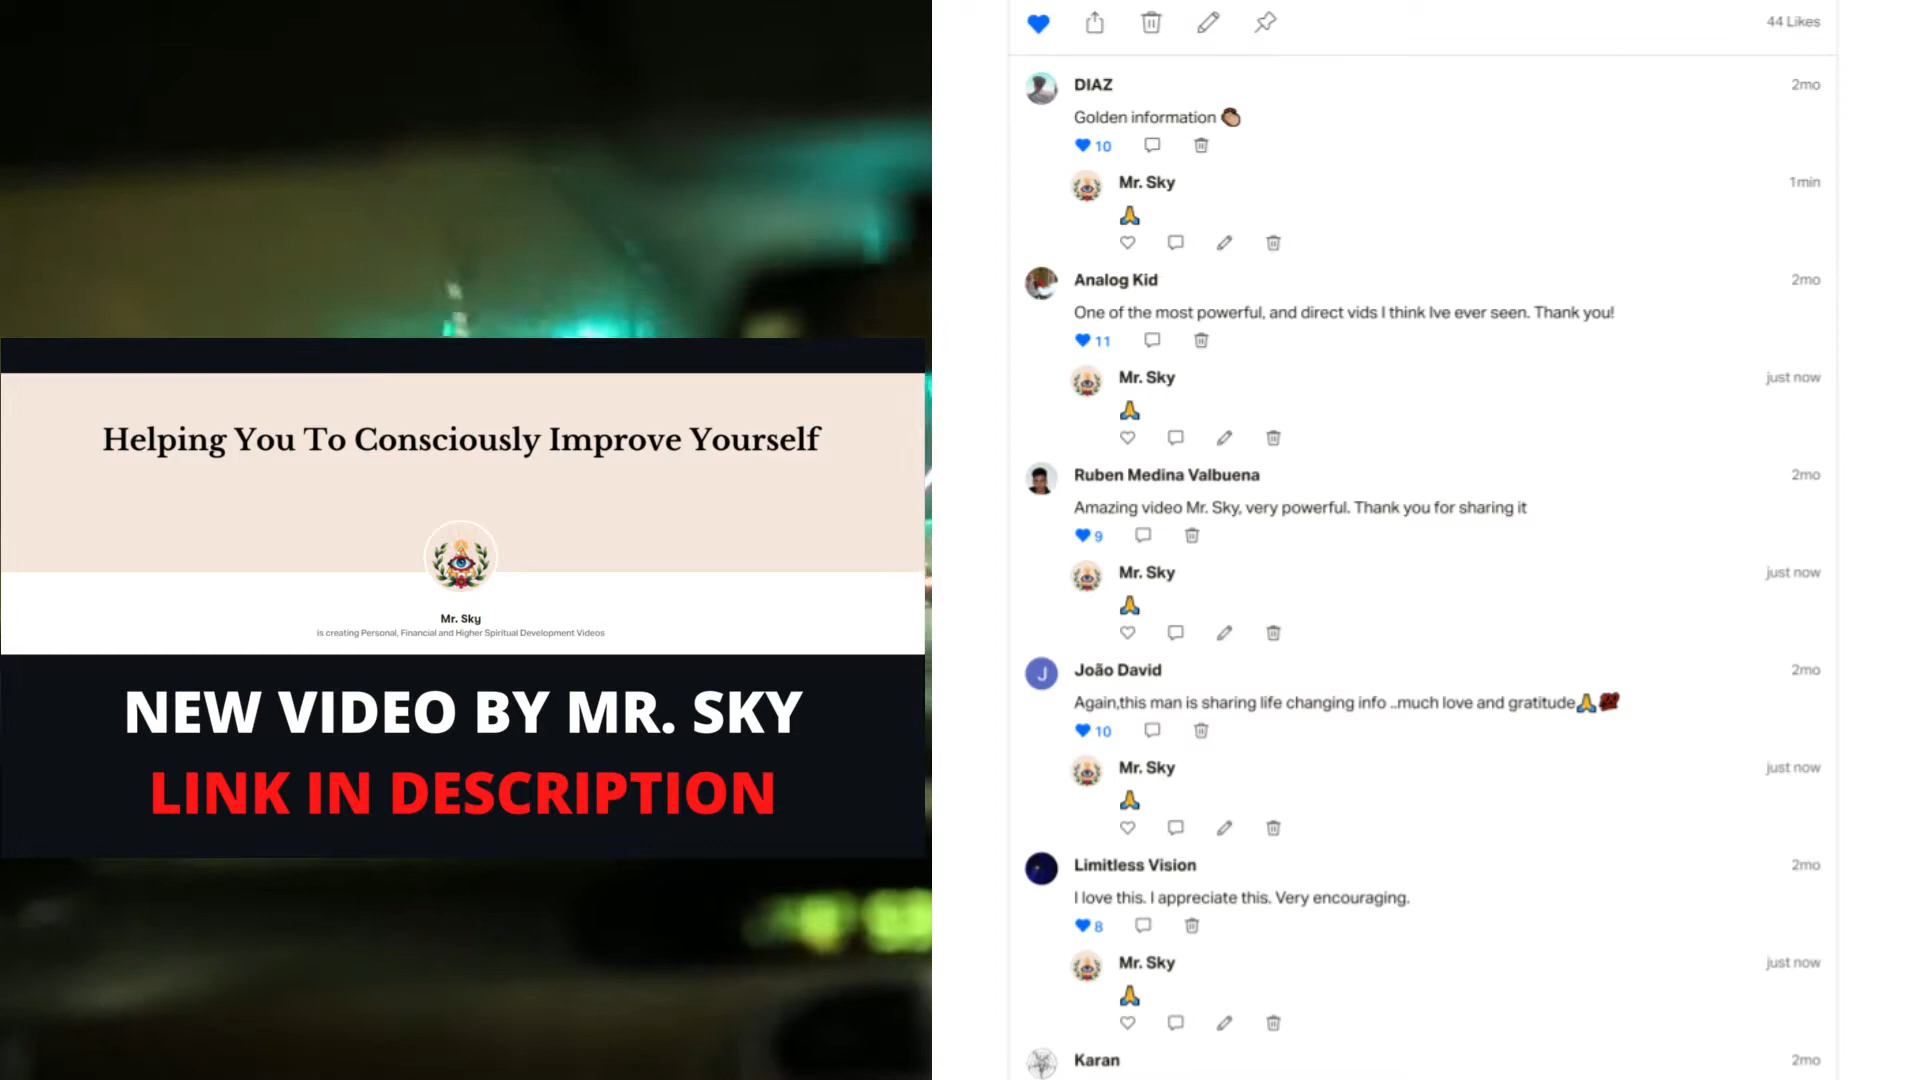 Helping You To Consciously Improve Yourself
Mr. Sky
is creating Personal, Financial and Higher Spiritual Development Videos
NEW VIDEO BY MR. SKY
LINK IN DESCRIPTION
44 Likes
DIAZ 2mo
Golden information
10
Mr. Sky 1min
🙏
Analog Kid 2mo
One of the most powerful, and direct vids I think Ive ever seen. Thank you!
11
Mr. Sky just now
🙏
Ruben Medina Valbuena 2mo
Amazing video Mr. Sky, very powerful. Thank you for sharing it
9
Mr. Sky just now
🙏
João David 2mo
Again,this man is sharing life changing info ..much love and gratitude🙏💯
10
Mr. Sky just now
🙏
Limitless Vision 2mo
I love this. I appreciate this. Very encouraging.
8
Mr. Sky just now
🙏
Karan 2mo